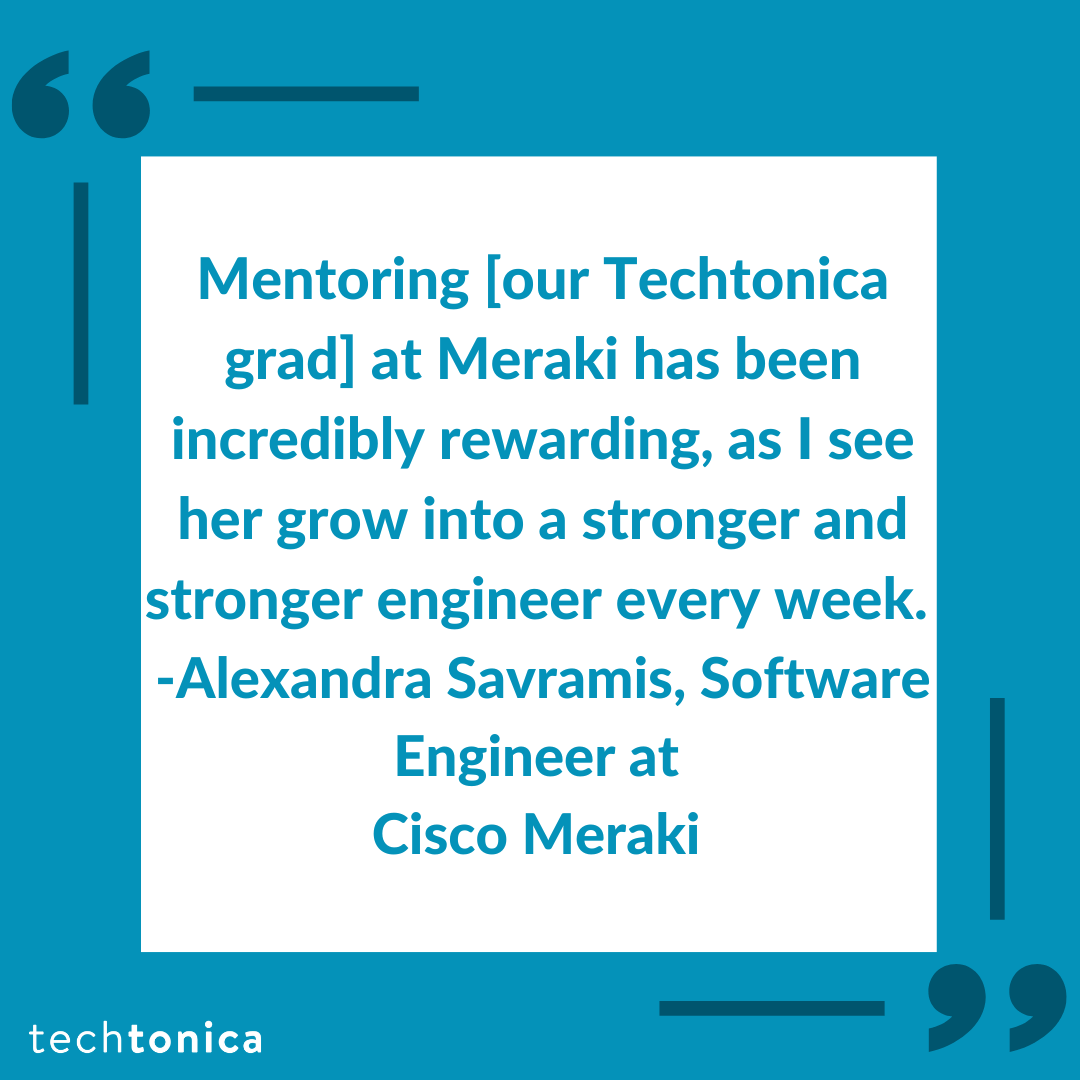 Mentoring [our Techtonica
grad] at Meraki has been
incredibly rewarding, as I see
her grow into a stronger and
stronger engineer every week.
-Alexandra Savramis, Software
Engineer at
Cisco Meraki
techtonica